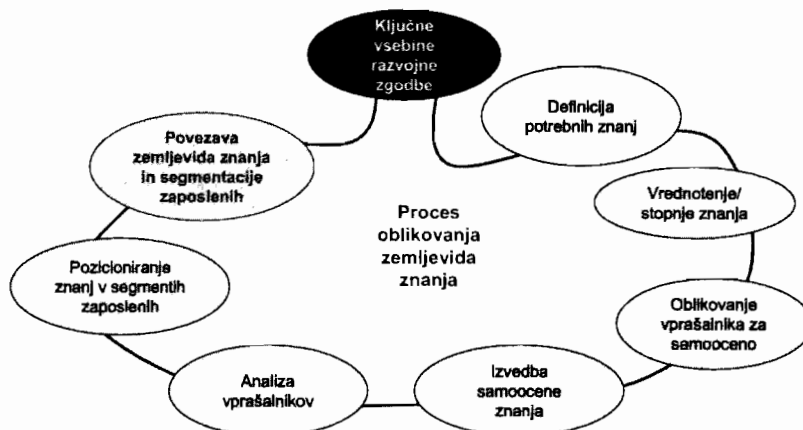 Ključne
vsebine
razvojne
zgodbe
Definicija
potrebnih znanj
Vrednotenje/
stopnje znanja
Oblikovanje
vprašalnika za
samooceno
Izvedba
samoocene
znanja
Analiza
vprašalnikov
Pozicioniranje
znanj v segmentih
zaposlenih
Povezava
zemljevida znanja
in segmentacije
zaposlenih
Proces
oblikovanja
zemljevida
znanja